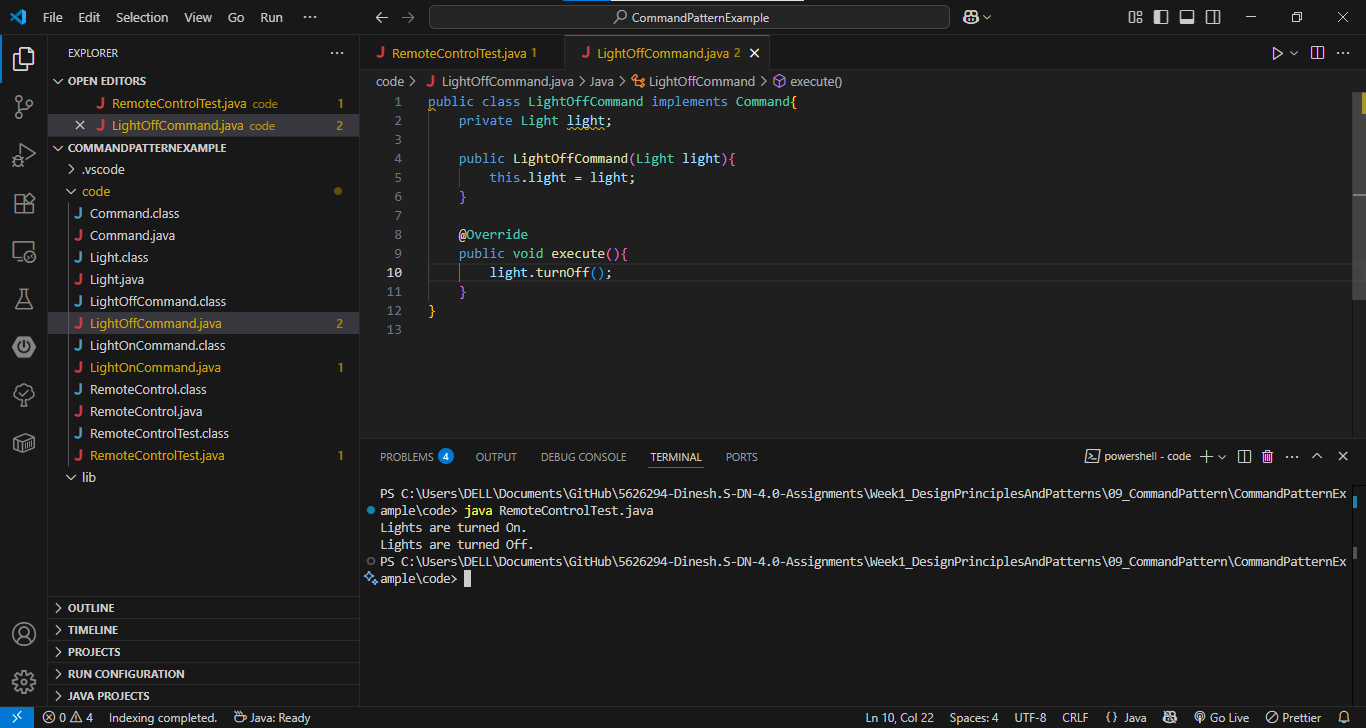 File Edit Selection View Go Run ··· CommandPatternExample
EXPLORER
OPEN EDITORS
RemoteControlTest.java code 1
LightOffCommand.java code 2
COMMANDPATTERNEXAMPLE
.vscode
code
Command.class
Command.java
Light.class
Light.java
LightOffCommand.class
LightOffCommand.java 2
LightOnCommand.class
LightOnCommand.java 1
RemoteControl.class
RemoteControl.java
RemoteControlTest.class
RemoteControlTest.java 1
lib
OUTLINE
TIMELINE
PROJECTS
RUN CONFIGURATION
JAVA PROJECTS
RemoteControlTest.java 1 LightOffCommand.java 2
code > LightOffCommand.java > Java > LightOffCommand > execute()
1 public class LightOffCommand implements Command{
2 private Light light;
3
4 public LightOffCommand(Light light){
5 this.light = light;
6 }
7
8 @Override
9 public void execute(){
10 light.turnOff();
11 }
12 }
13
PROBLEMS 4 OUTPUT DEBUG CONSOLE TERMINAL PORTS powershell - code
PS C:\Users\DELL\Documents\GitHub\5626294-Dinesh.S-DN-4.0-Assignments\Week1_DesignPrinciplesAndPatterns\09_CommandPattern\CommandPatternEx
ample\code> java RemoteControlTest.java
Lights are turned On.
Lights are turned Off.
PS C:\Users\DELL\Documents\GitHub\5626294-Dinesh.S-DN-4.0-Assignments\Week1_DesignPrinciplesAndPatterns\09_CommandPattern\CommandPatternEx
ample\code>
0 4 Indexing completed. Java: Ready Ln 10, Col 22 Spaces: 4 UTF-8 CRLF {} Java Go Live Prettier